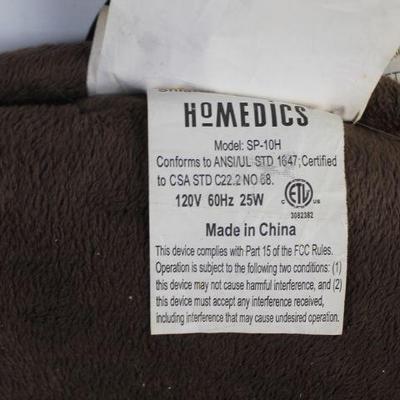 HoMEDICS
Model: SP-10H
Conforms to ANSI/UL STD 1647;Certified
to CSA STD C22.2 NO 68.
120V 60Hz 25W
C ETL US
3082382
Made in China
This device complies with Part 15 of the FCC Rules.
Operation is subject to the following two conditions: (1)
this device may not cause harmful interference, and (2)
this device must accept any interference received,
including interference that may cause undesired operation.